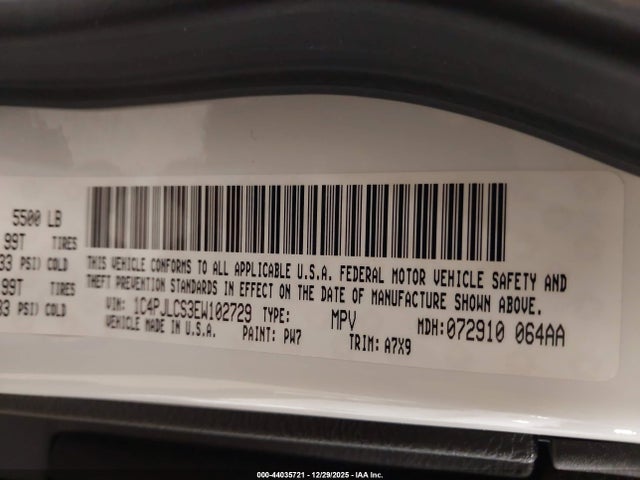 5500 LB
99T TIRES
33 PSI) COLD
99T TIRES
33 PSI) COLD
THIS VEHICLE CONFORMS TO ALL APPLICABLE U.S.A. FEDERAL MOTOR VEHICLE SAFETY AND
THEFT PREVENTION STANDARDS IN EFFECT ON THE DATE OF MANUFACTURE SHOWN ABOVE.
VIN: 1C4PJLCS3EW102729 TYPE: MPV MDH:072910 064AA
VEHICLE MADE IN U.S.A. PAINT: PW7 TRIM: A7X9
000-44035721 - 12/29/2025 - IAA Inc.